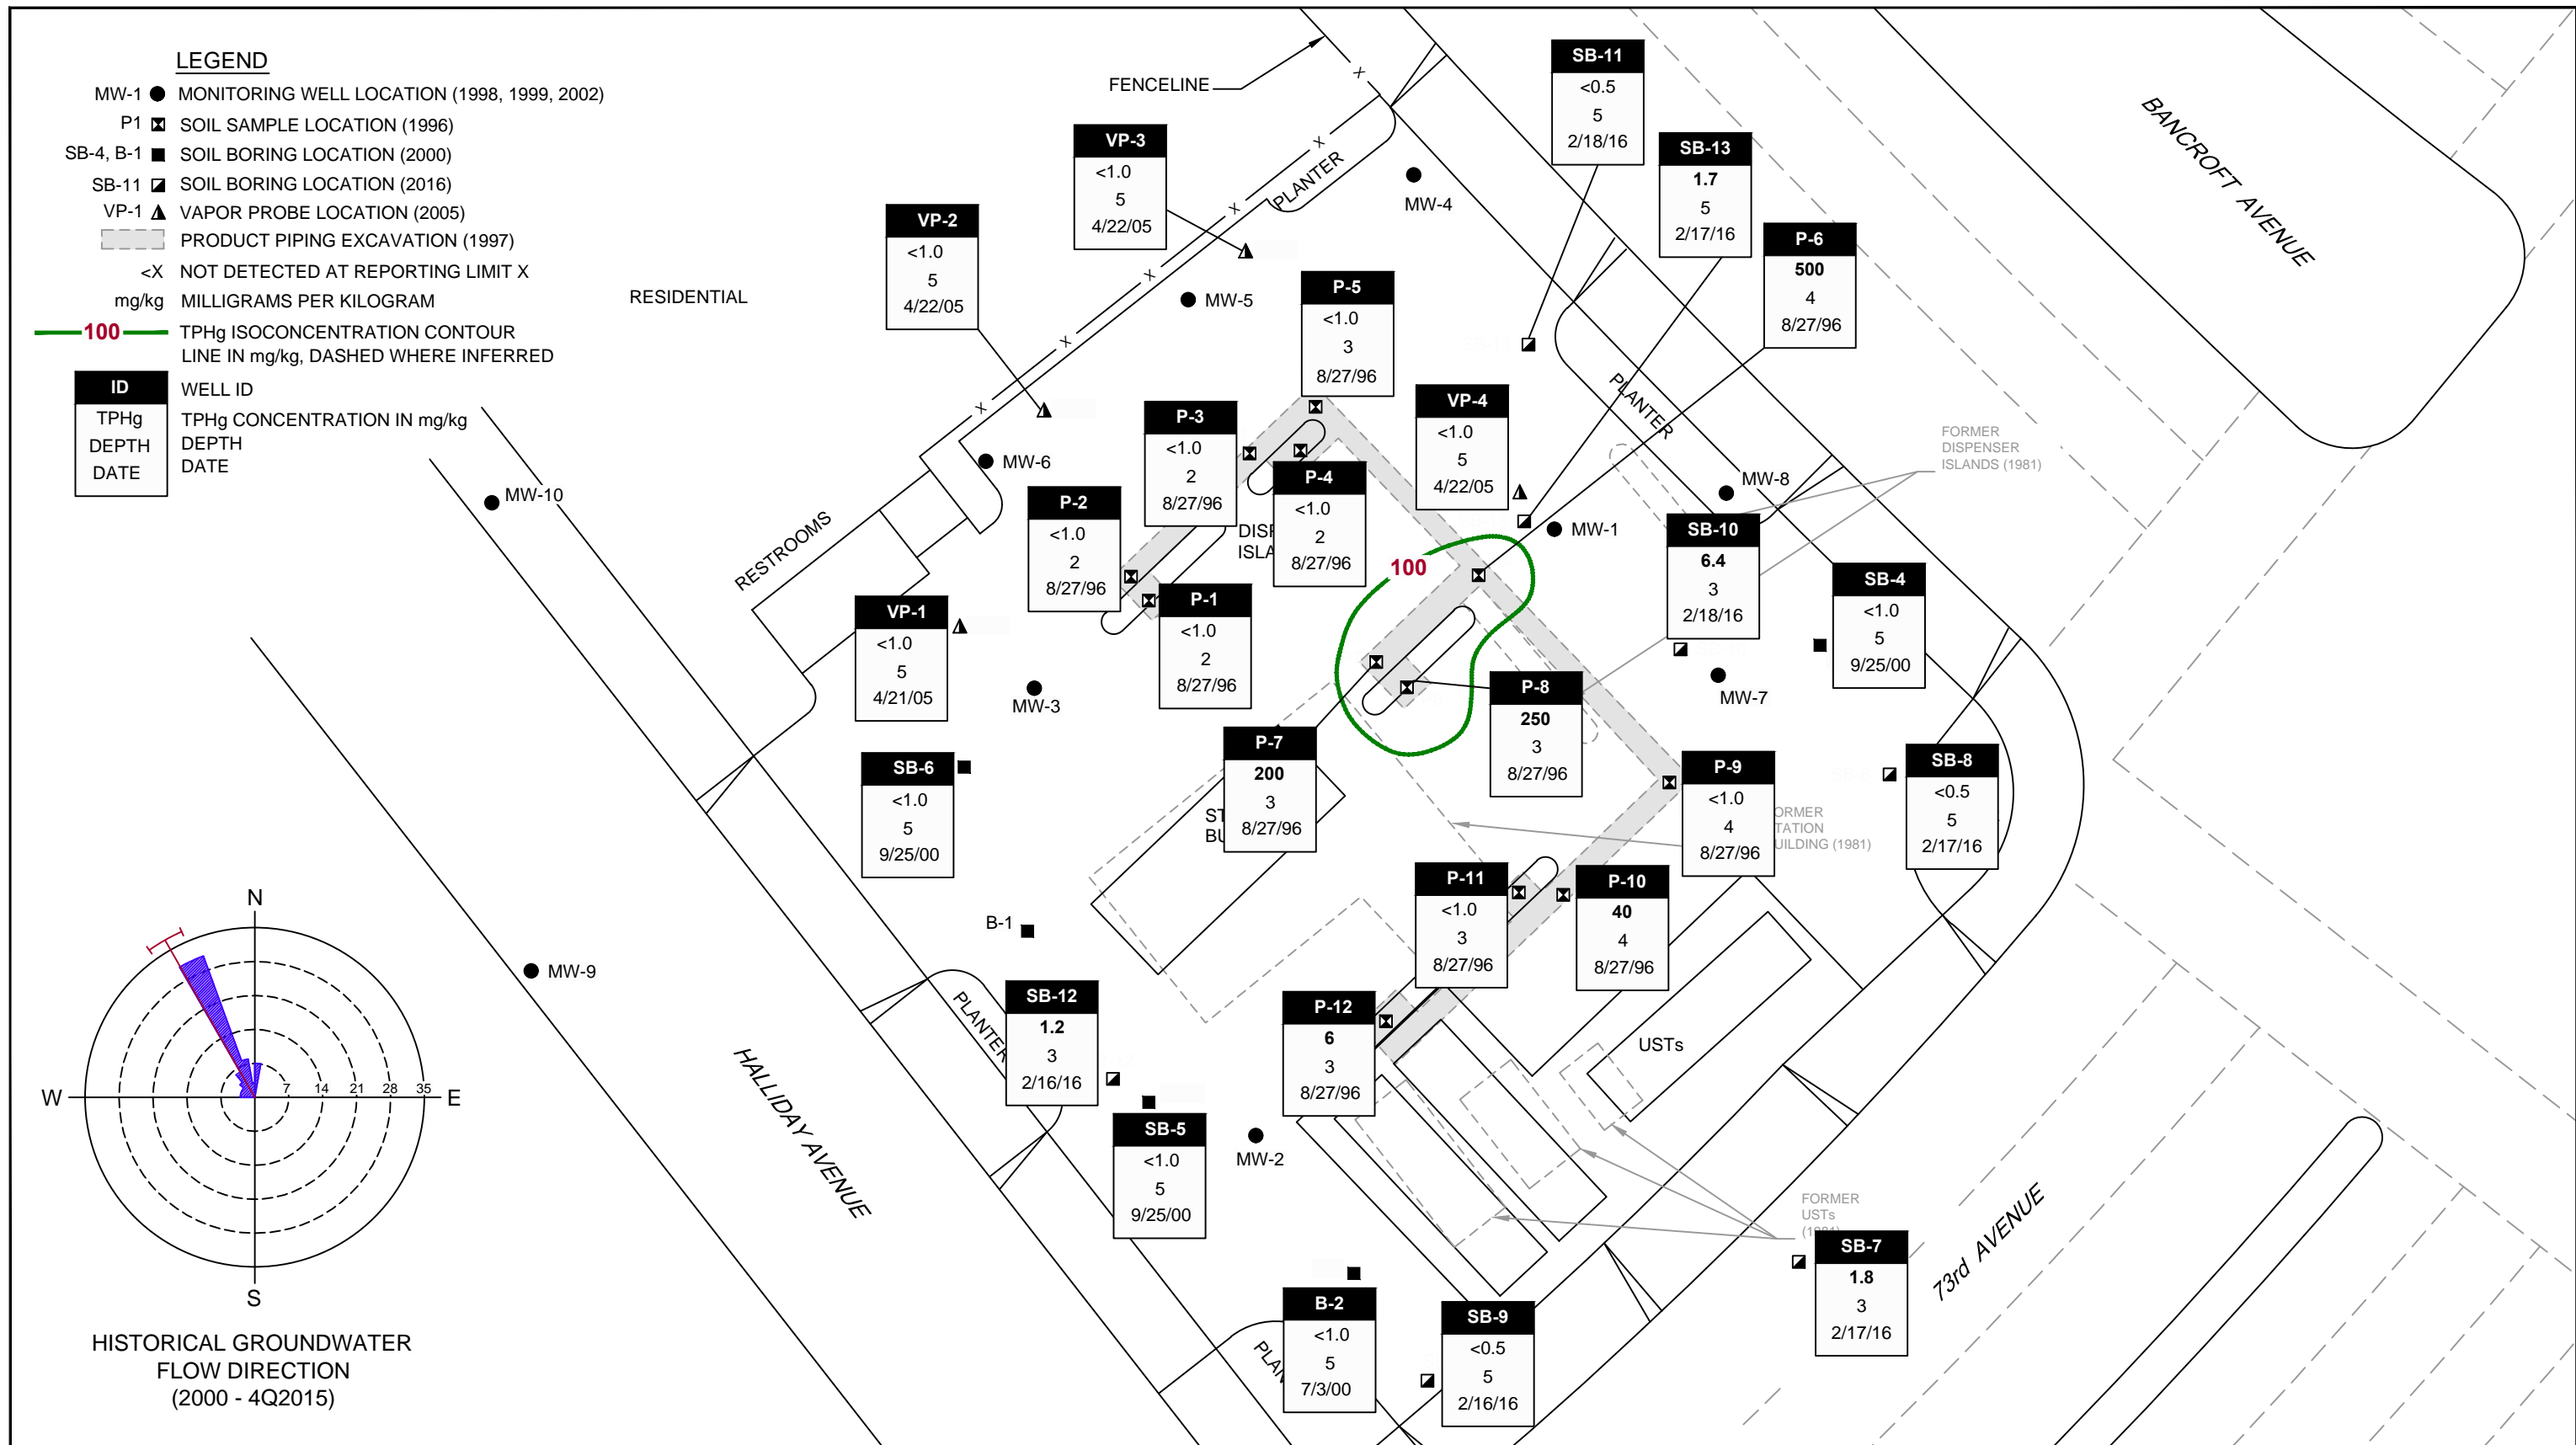 LEGEND
MW-1 MONITORING WELL LOCATION (1998, 1999, 2002)
P1 SOIL SAMPLE LOCATION (1996)
SB-4, B-1 SOIL BORING LOCATION (2000)
SB-11 SOIL BORING LOCATION (2016)
VP-1 VAPOR PROBE LOCATION (2005)
PRODUCT PIPING EXCAVATION (1997)
<X NOT DETECTED AT REPORTING LIMIT X
mg/kg MILLIGRAMS PER KILOGRAM
100 TPHg ISOCONCENTRATION CONTOUR
LINE IN mg/kg, DASHED WHERE INFERRED
ID WELL ID
TPHg TPHg CONCENTRATION IN mg/kg
DEPTH DEPTH
DATE DATE
FENCELINE
RESIDENTIAL
X
X
X
X
X
X
PLANTER
MW-4
BANCROFT AVENUE
SB-11
<0.5
5
2/18/16
SB-13
1.7
5
2/17/16
P-6
500
4
8/27/96
VP-3
<1.0
5
4/22/05
VP-2
<1.0
5
4/22/05
MW-5
P-5
<1.0
3
8/27/96
PLANTER
FORMER
DISPENSER
ISLANDS (1981)
P-3
<1.0
2
8/27/96
VP-4
<1.0
5
4/22/05
MW-6
MW-10
MW-8
P-4
<1.0
2
8/27/96
P-2
<1.0
2
8/27/96
MW-1
RESTROOMS
100
SB-10
6.4
3
2/18/16
SB-4
<1.0
5
9/25/00
P-1
<1.0
2
8/27/96
VP-1
<1.0
5
4/21/05
MW-3
MW-7
P-8
250
3
8/27/96
P-7
200
3
8/27/96
SB-6
<1.0
5
9/25/00
P-9
<1.0
4
8/27/96
SB-8
<0.5
5
2/17/16
BUILDING (1981)
P-11
<1.0
3
8/27/96
P-10
40
4
8/27/96
B-1
MW-9
PLANTER
SB-12
1.2
3
2/16/16
P-12
6
3
8/27/96
USTs
HALLIDAY AVENUE
SB-5
<1.0
5
9/25/00
MW-2
FORMER
USTs
73rd AVENUE
SB-7
1.8
3
2/17/16
B-2
<1.0
5
7/3/00
SB-9
<0.5
5
2/16/16
N
W
E
S
7 14 21 28 35
HISTORICAL GROUNDWATER
FLOW DIRECTION
(2000 - 4Q2015)